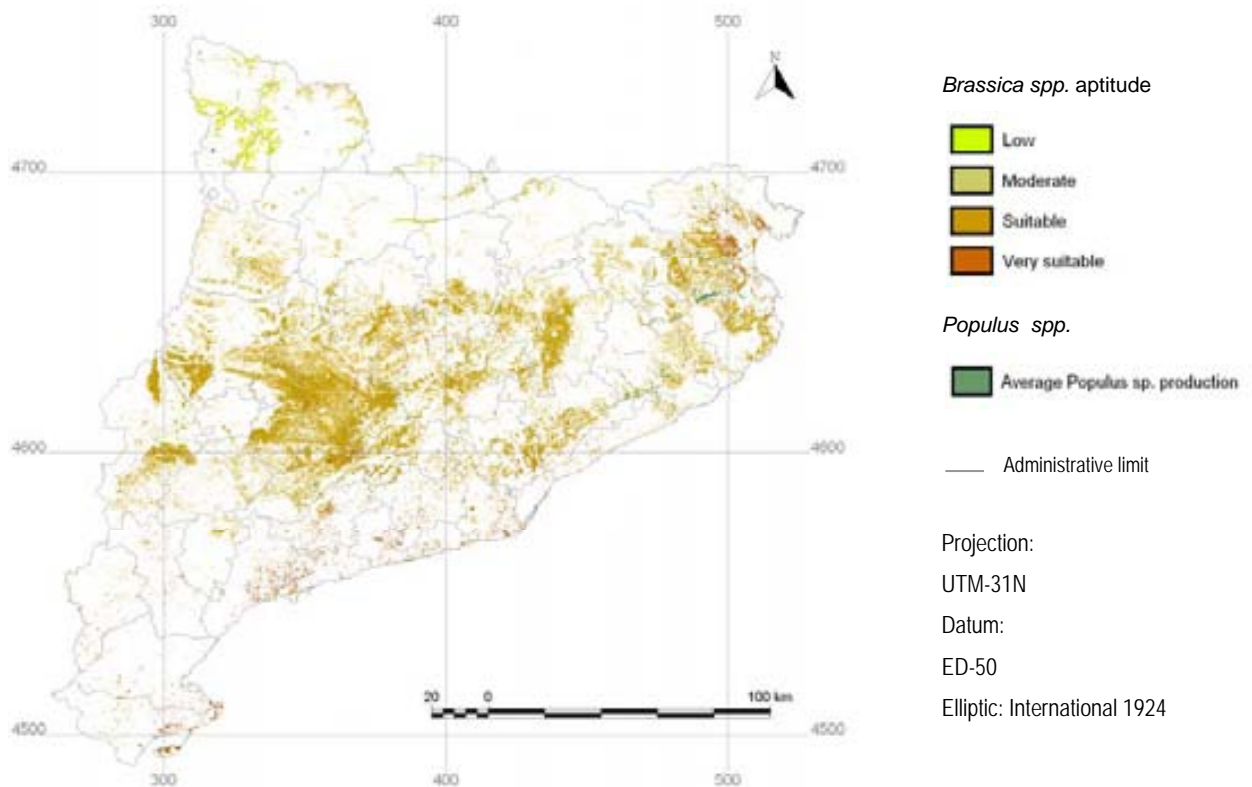 300 400 500
N
4700 4700
4600 4600
20 0 100 km
4500 4500
300 400 500
Brassica spp. aptitude
Low
Moderate
Suitable
Very suitable
Populus spp.
Average Populus sp. production
Administrative limit
Projection:
UTM-31N
Datum:
ED-50
Elliptic: International 1924